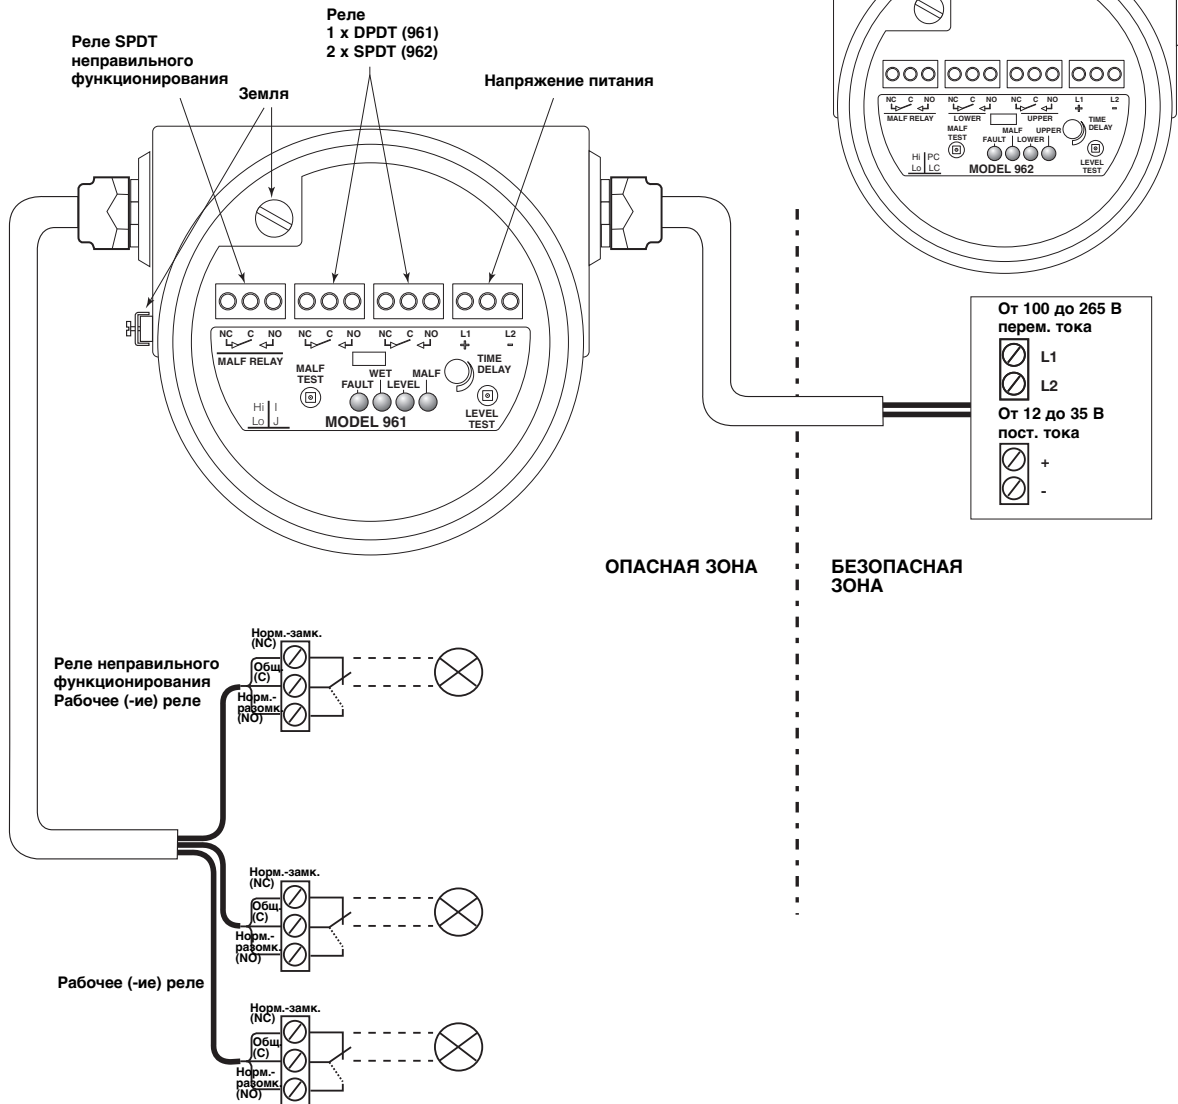 Реле
1 x DPDT (961)
2 x SPDT (962)
Реле SPDT
неправильного
функционирования
Земля
Напряжение питания
NC C NO
NC C NO
NC C NO
L1 L2
+ -
MALF RELAY
LOWER
UPPER
MALF
TEST
MALF UPPER
FAULT LOWER
TIME
DELAY
LEVEL
TEST
Hi PC
Lo LC
MODEL 962
NC C NO
NC C NO
NC C NO
L1 L2
+ -
MALF RELAY
MALF
TEST
WET MALF
FAULT LEVEL
TIME
DELAY
LEVEL
TEST
Hi I
Lo J
MODEL 961
От 100 до 265 В
перем. тока
L1
L2
От 12 до 35 В
пост. тока
+
-
ОПАСНАЯ ЗОНА
БЕЗОПАСНАЯ
ЗОНА
Реле неправильного
функционирования
Рабочее (-ие) реле
Норм.-замк.
(NC)
Общ.
(C)
Норм.-
разомк.
(NO)
Норм.-замк.
(NC)
Общ.
(C)
Норм.-
разомк.
(NO)
Рабочее (-ие) реле
Норм.-замк.
(NC)
Общ.
(C)
Норм.-
разомк.
(NO)